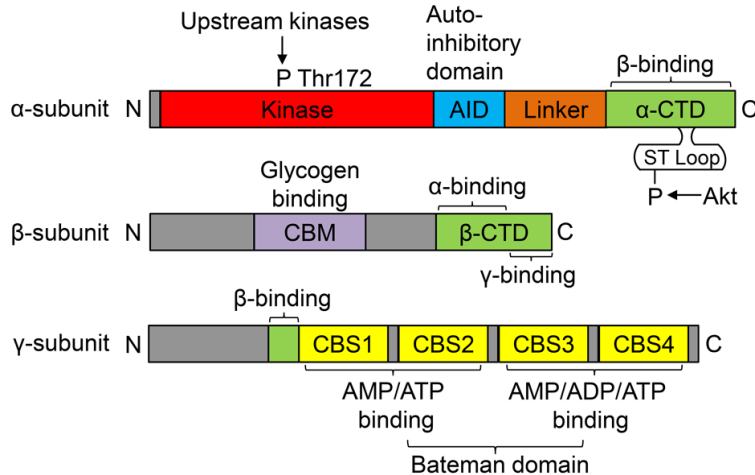 Upstream kinases
P Thr172
Auto-
inhibitory
domain
β-binding
α-subunit N Kinase AID Linker α-CTD C
ST Loop
P Akt
Glycogen
binding
α-binding
β-subunit N CBM β-CTD C
γ-binding
β-binding
γ-subunit N CBS1 CBS2 CBS3 CBS4 C
AMP/ATP
binding
AMP/ADP/ATP
binding
Bateman domain